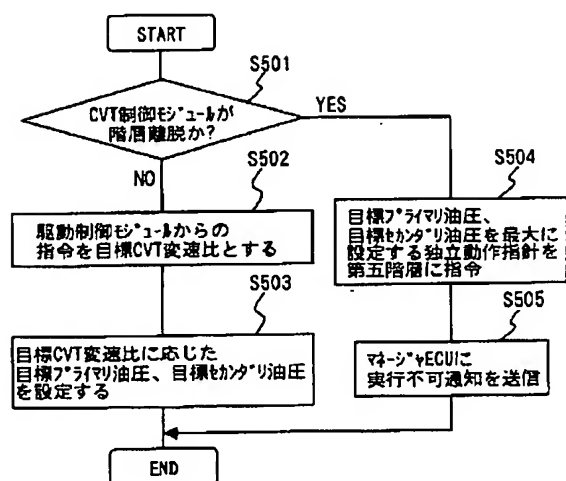 START
S501
CVT制御ﾓｼﾞｭｰﾙが
階層離脱か?
YES
NO
S502
駆動制御ﾓｼﾞｭｰﾙからの
指令を目標CVT変速比とする
S503
目標CVT変速比に応じた
目標ﾌﾟﾗｲﾏﾘ油圧、目標ｾｶﾝﾀﾞﾘ油圧
を設定する
S504
目標ﾌﾟﾗｲﾏﾘ油圧、
目標ｾｶﾝﾀﾞﾘ油圧を最大に
設定する独立動作指針を
第五階層に指令
S505
ﾏﾈｰｼﾞｬECUに
実行不可通知を送信
END